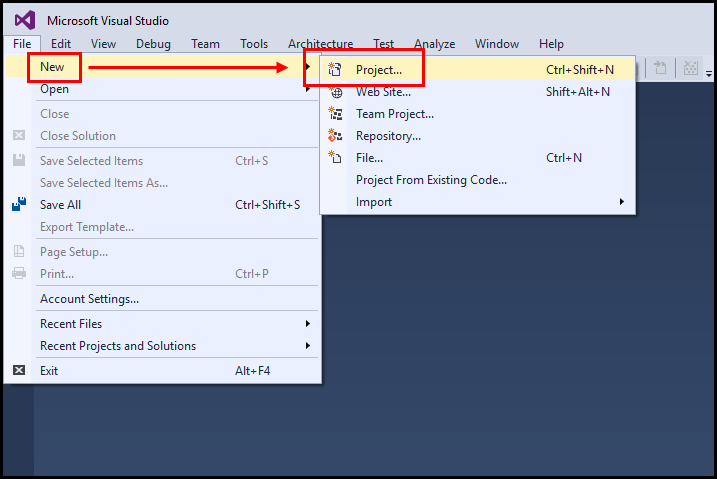 Microsoft Visual Studio
File Edit View Debug Team Tools Architecture Test Analyze Window Help
New
Open
Close
Close Solution
Save Selected Items Ctrl+S
Save Selected Items As...
Save All Ctrl+Shift+S
Export Template...
Page Setup...
Print... Ctrl+P
Account Settings...
Recent Files
Recent Projects and Solutions
Exit Alt+F4
Project... Ctrl+Shift+N
Web Site... Shift+Alt+N
Team Project...
Repository...
File... Ctrl+N
Project From Existing Code...
Import